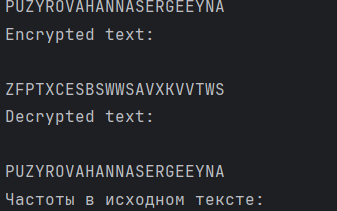 PUZYROVAHANNASERGEEYNA
Encrypted text:
ZFPTXCESBSWWSAVXKVVTWS
Decrypted text:
PUZYROVAHANNASERGEEYNA
Частоты в исходном тексте: